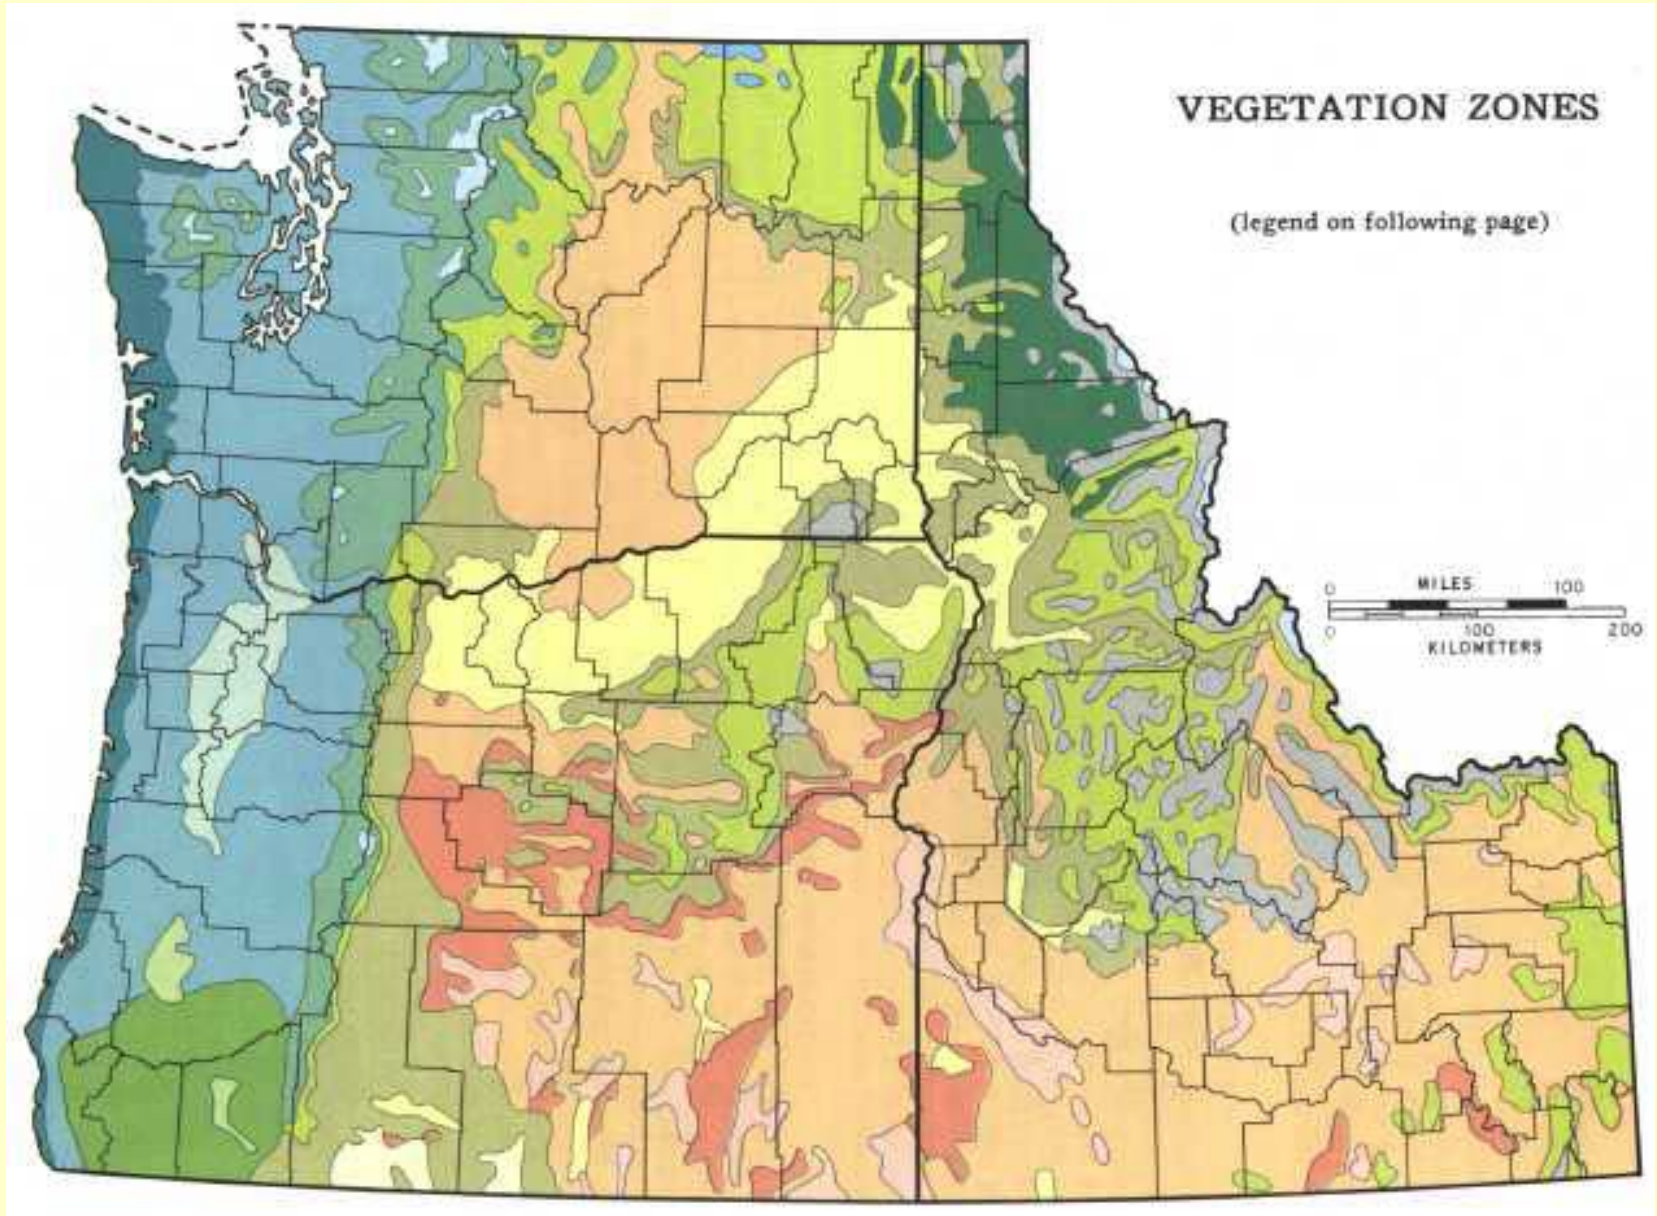 VEGETATION ZONES
(legend on following page)
0 MILES 100
0 100 200
KILOMETERS